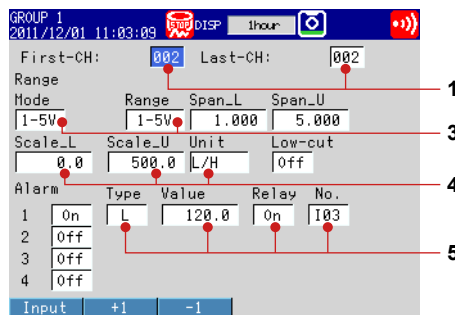 GROUP 1
2011/12/01 11:03:09 STOP DISP 1hour
First-CH: 002 Last-CH: 002
1
Range
Mode Range Span_L Span_U
1-5V 1-5V 1.000 5.000
3
Scale_L Scale_U Unit Low-cut
0.0 500.0 L/H Off
4
Alarm Type Value Relay No.
1 On L 120.0 On I03
2 Off
3 Off
5
4 Off
Input +1 -1